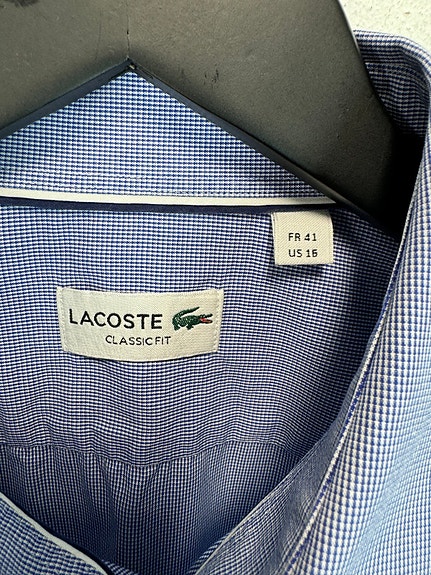 FR 41
US 16
LACOSTE
CLASSIC FIT